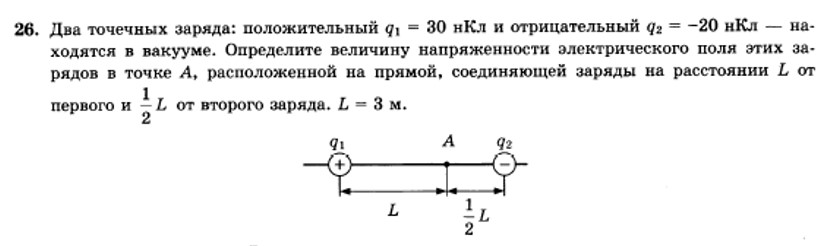 26. Два точечных заряда: положительный q₁ = 30 нКл и отрицательный q₂ = −20 нКл — на-
ходятся в вакууме. Определите величину напряженности электрического поля этих за-
рядов в точке A, расположенной на прямой, соединяющей заряды на расстоянии L от
первого и 1/2 L от второго заряда. L = 3 м.
q₁ A q₂
+ −
L 1/2 L